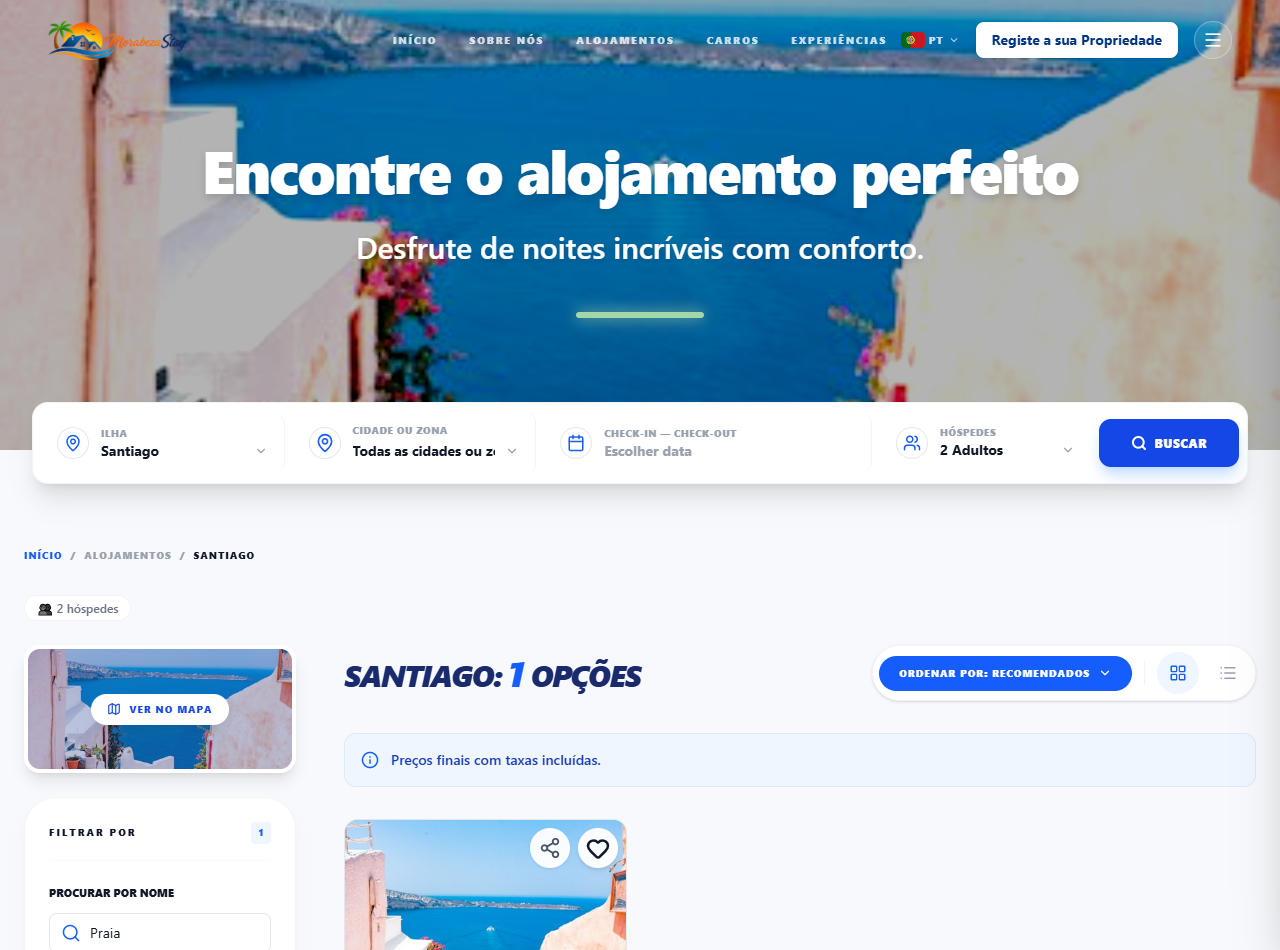 MorabezaStay
INÍCIO
SOBRE NÓS
ALOJAMENTOS
CARROS
EXPERIÊNCIAS
PT
Registe a sua Propriedade
Encontre o alojamento perfeito
Desfrute de noites incríveis com conforto.
ILHA
Santiago
CIDADE OU ZONA
Todas as cidades ou zo
CHECK-IN — CHECK-OUT
Escolher data
HÓSPEDES
2 Adultos
BUSCAR
INÍCIO / ALOJAMENTOS / SANTIAGO
2 hóspedes
VER NO MAPA
SANTIAGO: 1 OPÇÕES
ORDENAR POR: RECOMENDADOS
Preços finais com taxas incluídas.
FILTRAR POR
1
PROCURAR POR NOME
Praia